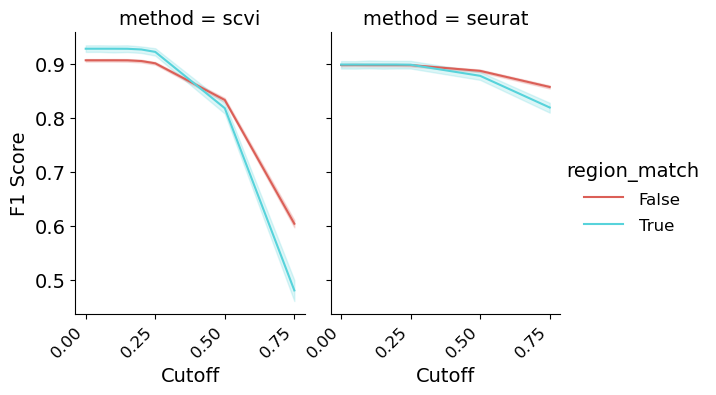 method = scvi
method = seurat
F1 Score
0.9
0.8
0.7
0.6
0.5
0.00
0.25
0.50
0.75
Cutoff
0.00
0.25
0.50
0.75
Cutoff
region_match
False
True